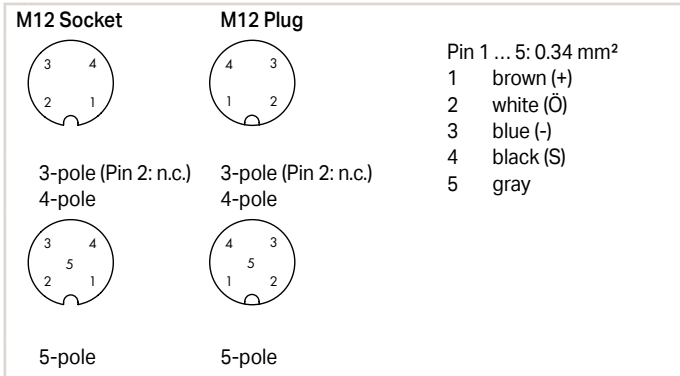 M12 Socket M12 Plug
3 4 4 3
2 1 1 2
3-pole (Pin 2: n.c.) 3-pole (Pin 2: n.c.)
4-pole 4-pole
3 4 4 3
5 5
2 1 1 2
5-pole 5-pole
Pin 1 … 5: 0.34 mm²
1 brown (+)
2 white (Ö)
3 blue (-)
4 black (S)
5 gray